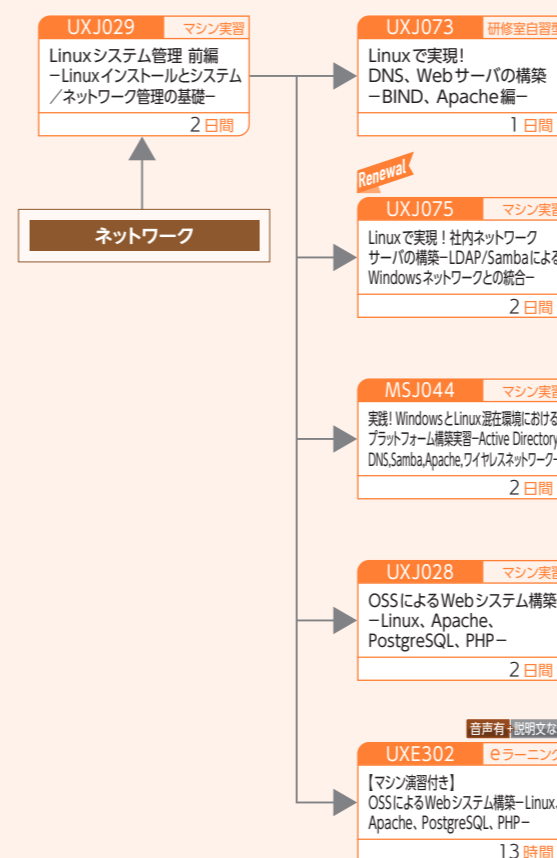 UXJ029 マシン実習
Linuxシステム管理 前編
−Linuxインストールとシステム
／ネットワーク管理の基礎−
2日間
ネットワーク
UXJ073 研修室自習型
Linuxで実現！
DNS、Webサーバの構築
−BIND、Apache編−
1日間
Renewal
UXJ075 マシン実習
Linuxで実現！社内ネットワーク
サーバの構築−LDAP/Sambaによる
Windowsネットワークとの統合−
2日間
MSJ044 マシン実習
実践！WindowsとLinux混在環境における
プラットフォーム構築実習−Active Directory
DNS,Samba,Apache,ワイヤレスネットワーク−
2日間
UXJ028 マシン実習
OSSによるWebシステム構築
−Linux、Apache、
PostgreSQL、PHP−
2日間
音声有+説明文な
UXE302 eラーニング
【マシン演習付き】
OSSによるWebシステム構築−Linux、
Apache、PostgreSQL、PHP−
13時間